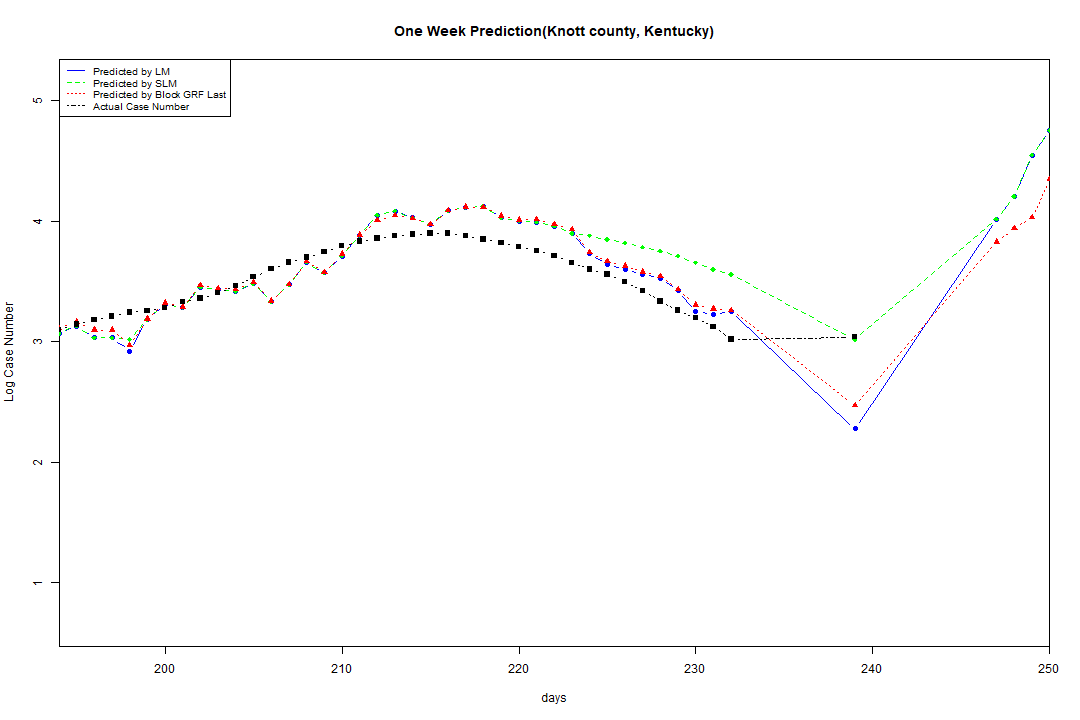 One Week Prediction(Knott county, Kentucky)
Predicted by LM
Predicted by SLM
Predicted by Block GRF Last
Actual Case Number
5
4
3
2
1
Log Case Number
200 210 220 230 240 250
days